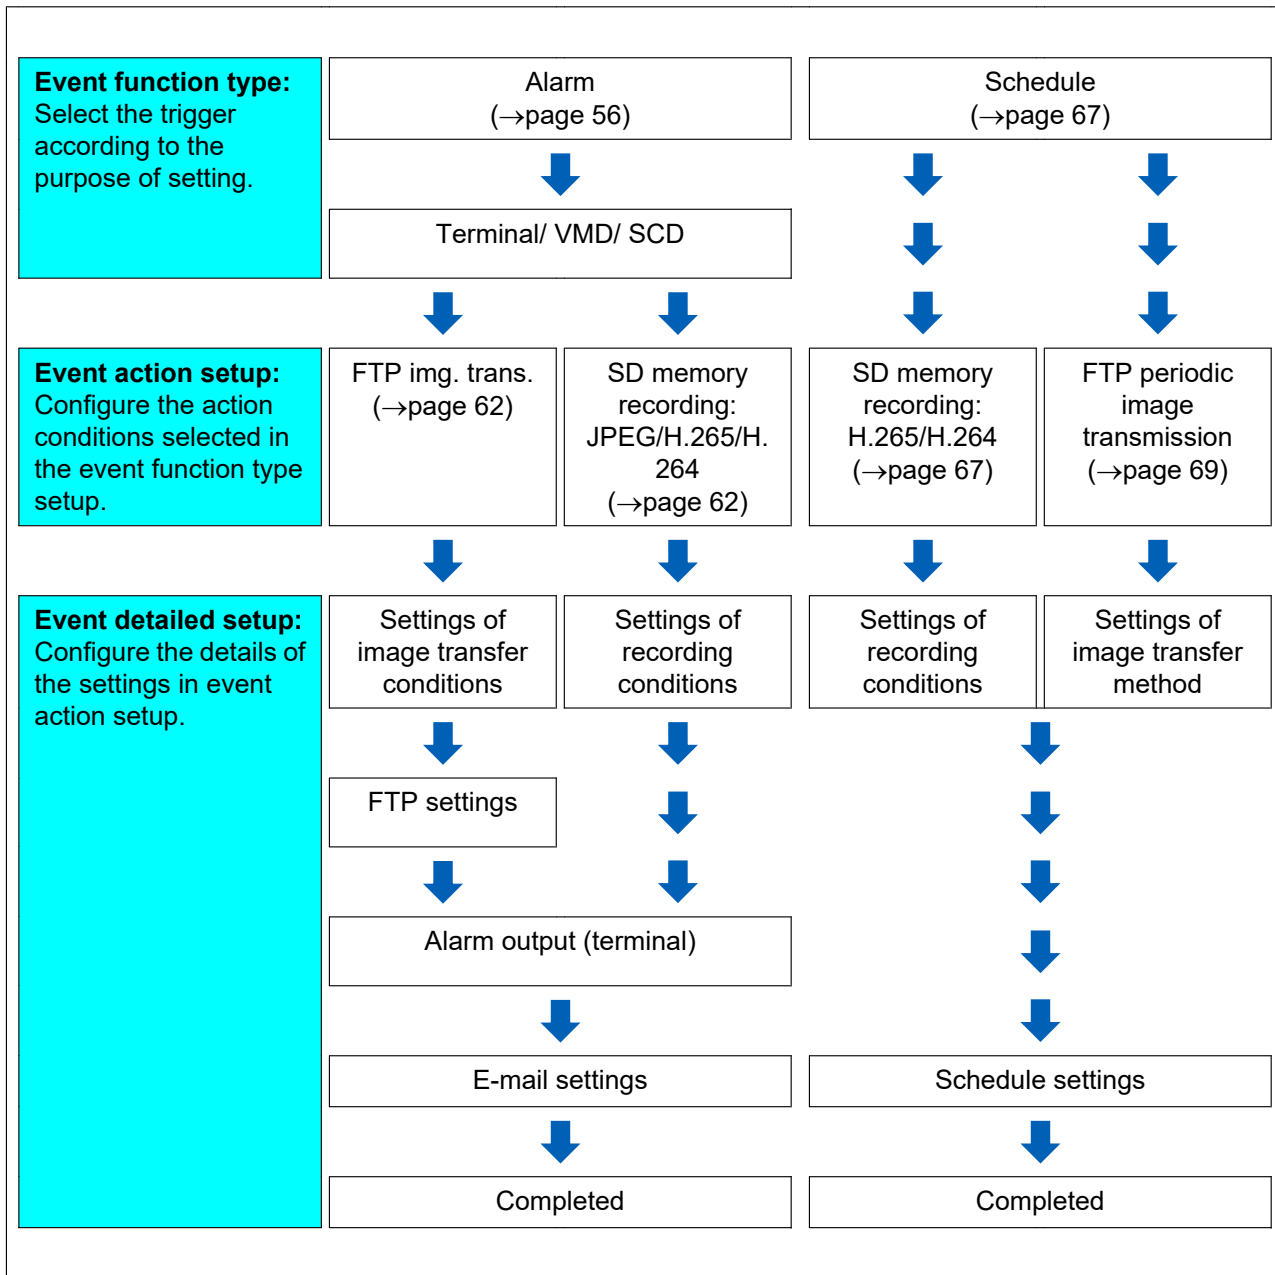 Event function type:
Select the trigger
according to the
purpose of setting.
Alarm
(→page 56)
Schedule
(→page 67)
Terminal/ VMD/ SCD
Event action setup:
Configure the action
conditions selected in
the event function type
setup.
FTP img. trans.
(→page 62)
SD memory
recording:
JPEG/H.265/H.
264
(→page 62)
SD memory
recording:
H.265/H.264
(→page 67)
FTP periodic
image
transmission
(→page 69)
Event detailed setup:
Configure the details of
the settings in event
action setup.
Settings of
image transfer
conditions
Settings of
recording
conditions
Settings of
recording
conditions
Settings of
image transfer
method
FTP settings
Alarm output (terminal)
E-mail settings
Schedule settings
Completed
Completed